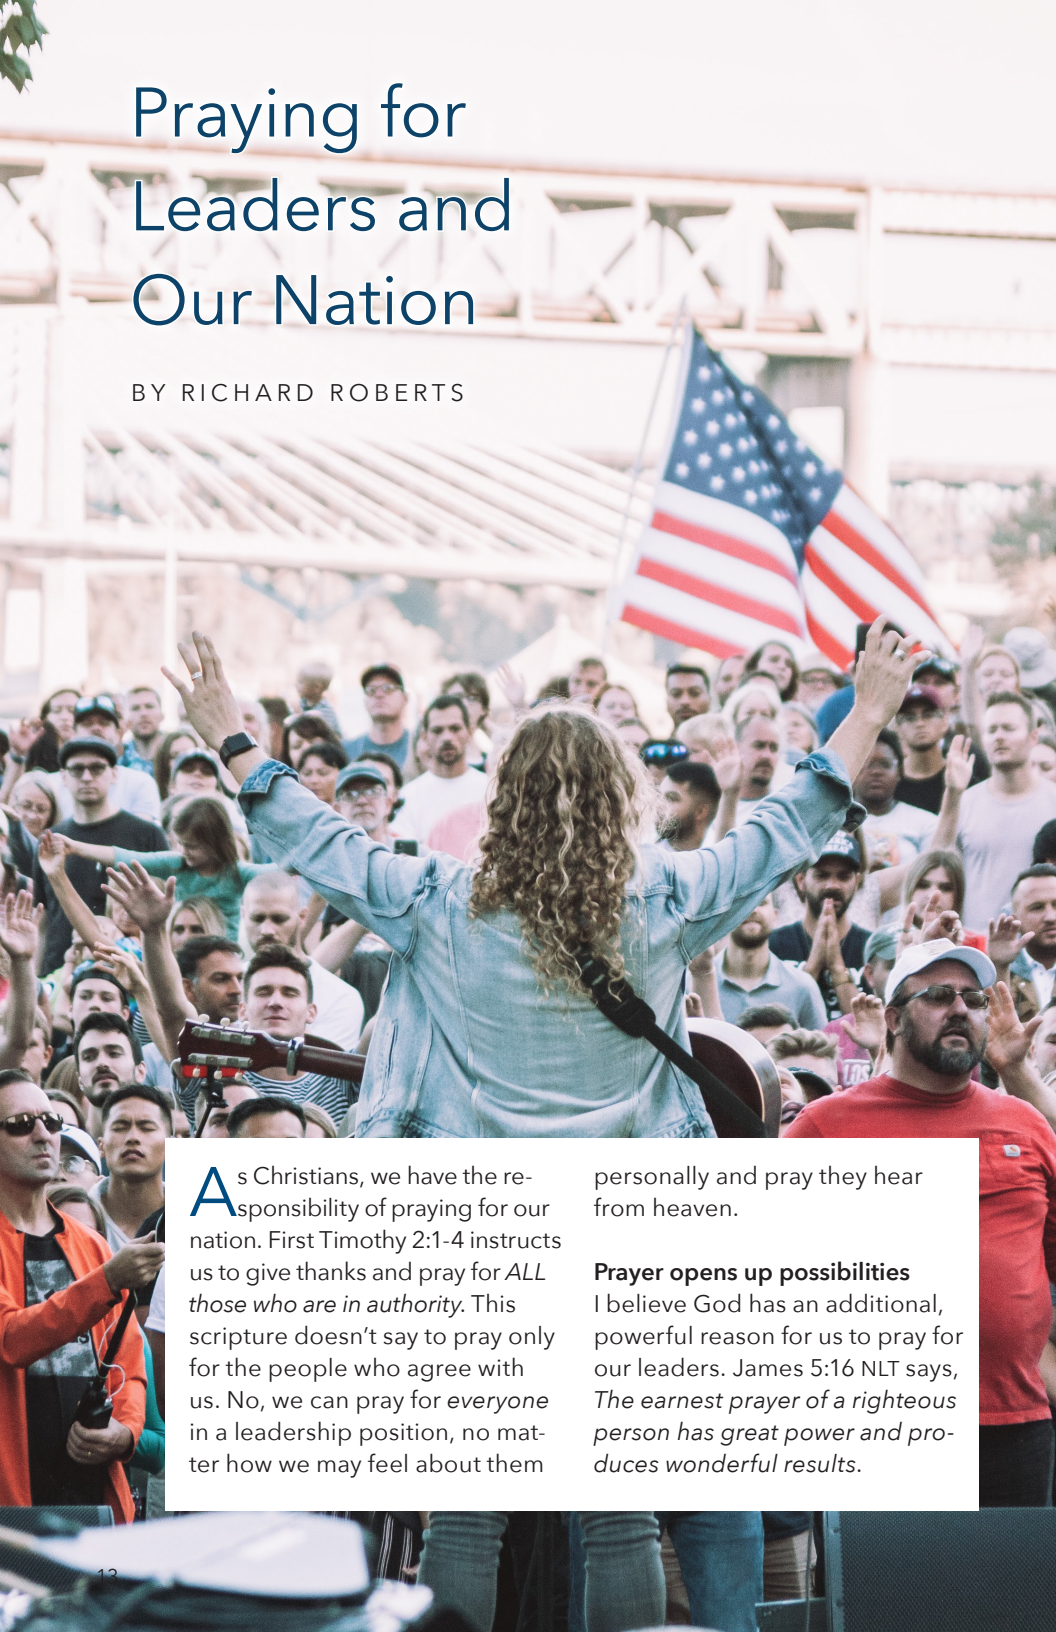 Praying for
Leaders and
Our Nation
BY RICHARD ROBERTS
As Christians, we have the re-
sponsibility of praying for our
nation. First Timothy 2:1-4 instructs
us to give thanks and pray for ALL
those who are in authority. This
scripture doesn’t say to pray only
for the people who agree with
us. No, we can pray for everyone
in a leadership position, no mat-
ter how we may feel about them
personally and pray they hear
from heaven.
Prayer opens up possibilities
I believe God has an additional,
powerful reason for us to pray for
our leaders. James 5:16 NLT says,
The earnest prayer of a righteous
person has great power and pro-
duces wonderful results.
LOS
13